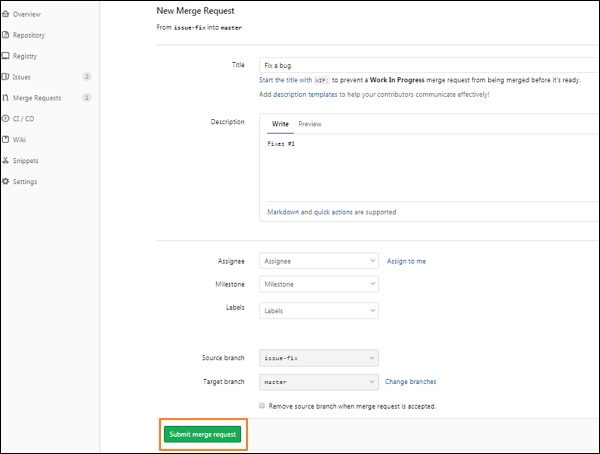 Overview
Repository
Registry
Issues 2
Merge Requests 1
CI / CD
Wiki
Snippets
Settings
New Merge Request
From issue-fix into master
Title
Fix a bug
Start the title with WIP: to prevent a Work In Progress merge request from being merged before it's ready.
Add description templates to help your contributors communicate effectively!
Description
Write Preview
Fixes #1
Markdown and quick actions are supported
Assignee Assignee Assign to me
Milestone Milestone
Labels Labels
Source branch issue-fix
Target branch master Change branches
Remove source branch when merge request is accepted.
Submit merge request